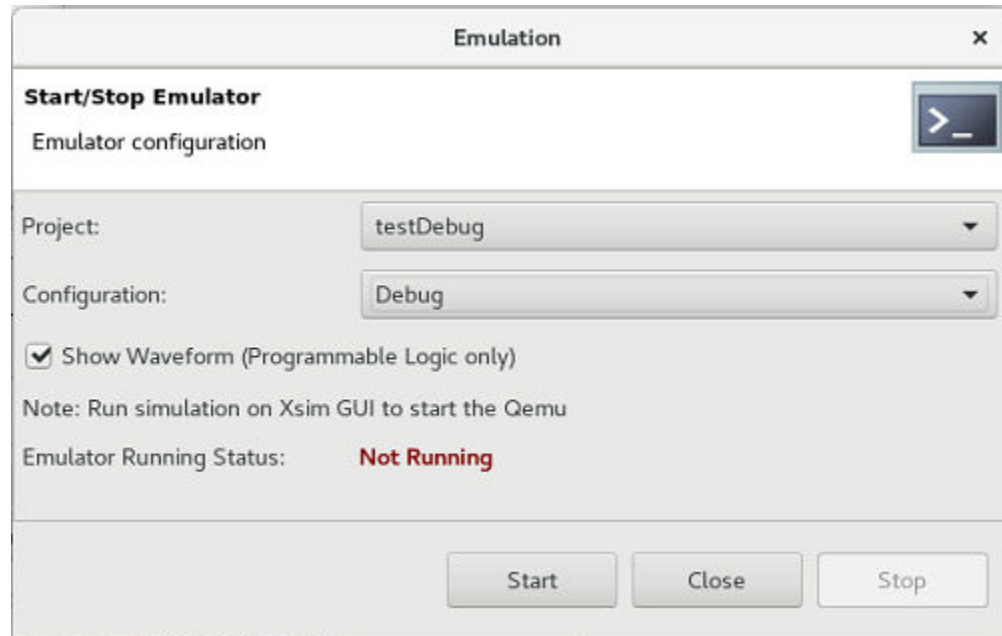 Emulation ×
Start/Stop Emulator
Emulator configuration
>_
Project: testDebug
Configuration: Debug
Show Waveform (Programmable Logic only)
Note: Run simulation on Xsim GUI to start the Qemu
Emulator Running Status: Not Running
Start Close Stop